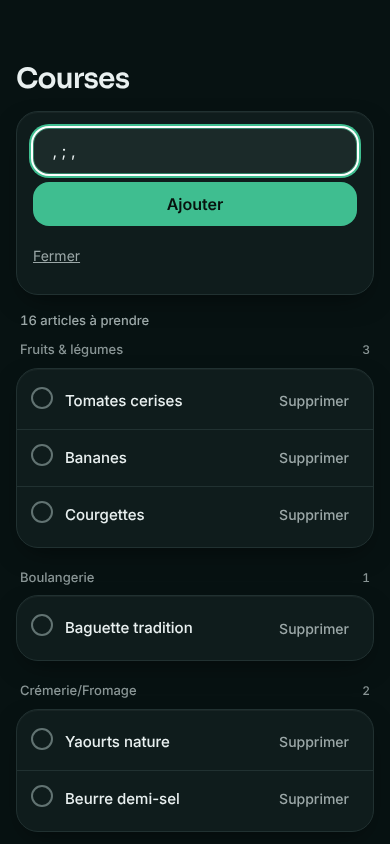 Courses
, ; ,
Ajouter
Fermer
16 articles à prendre
Fruits & légumes 3
Tomates cerises Supprimer
Bananes Supprimer
Courgettes Supprimer
Boulangerie 1
Baguette tradition Supprimer
Crémerie/Fromage 2
Yaourts nature Supprimer
Beurre demi-sel Supprimer